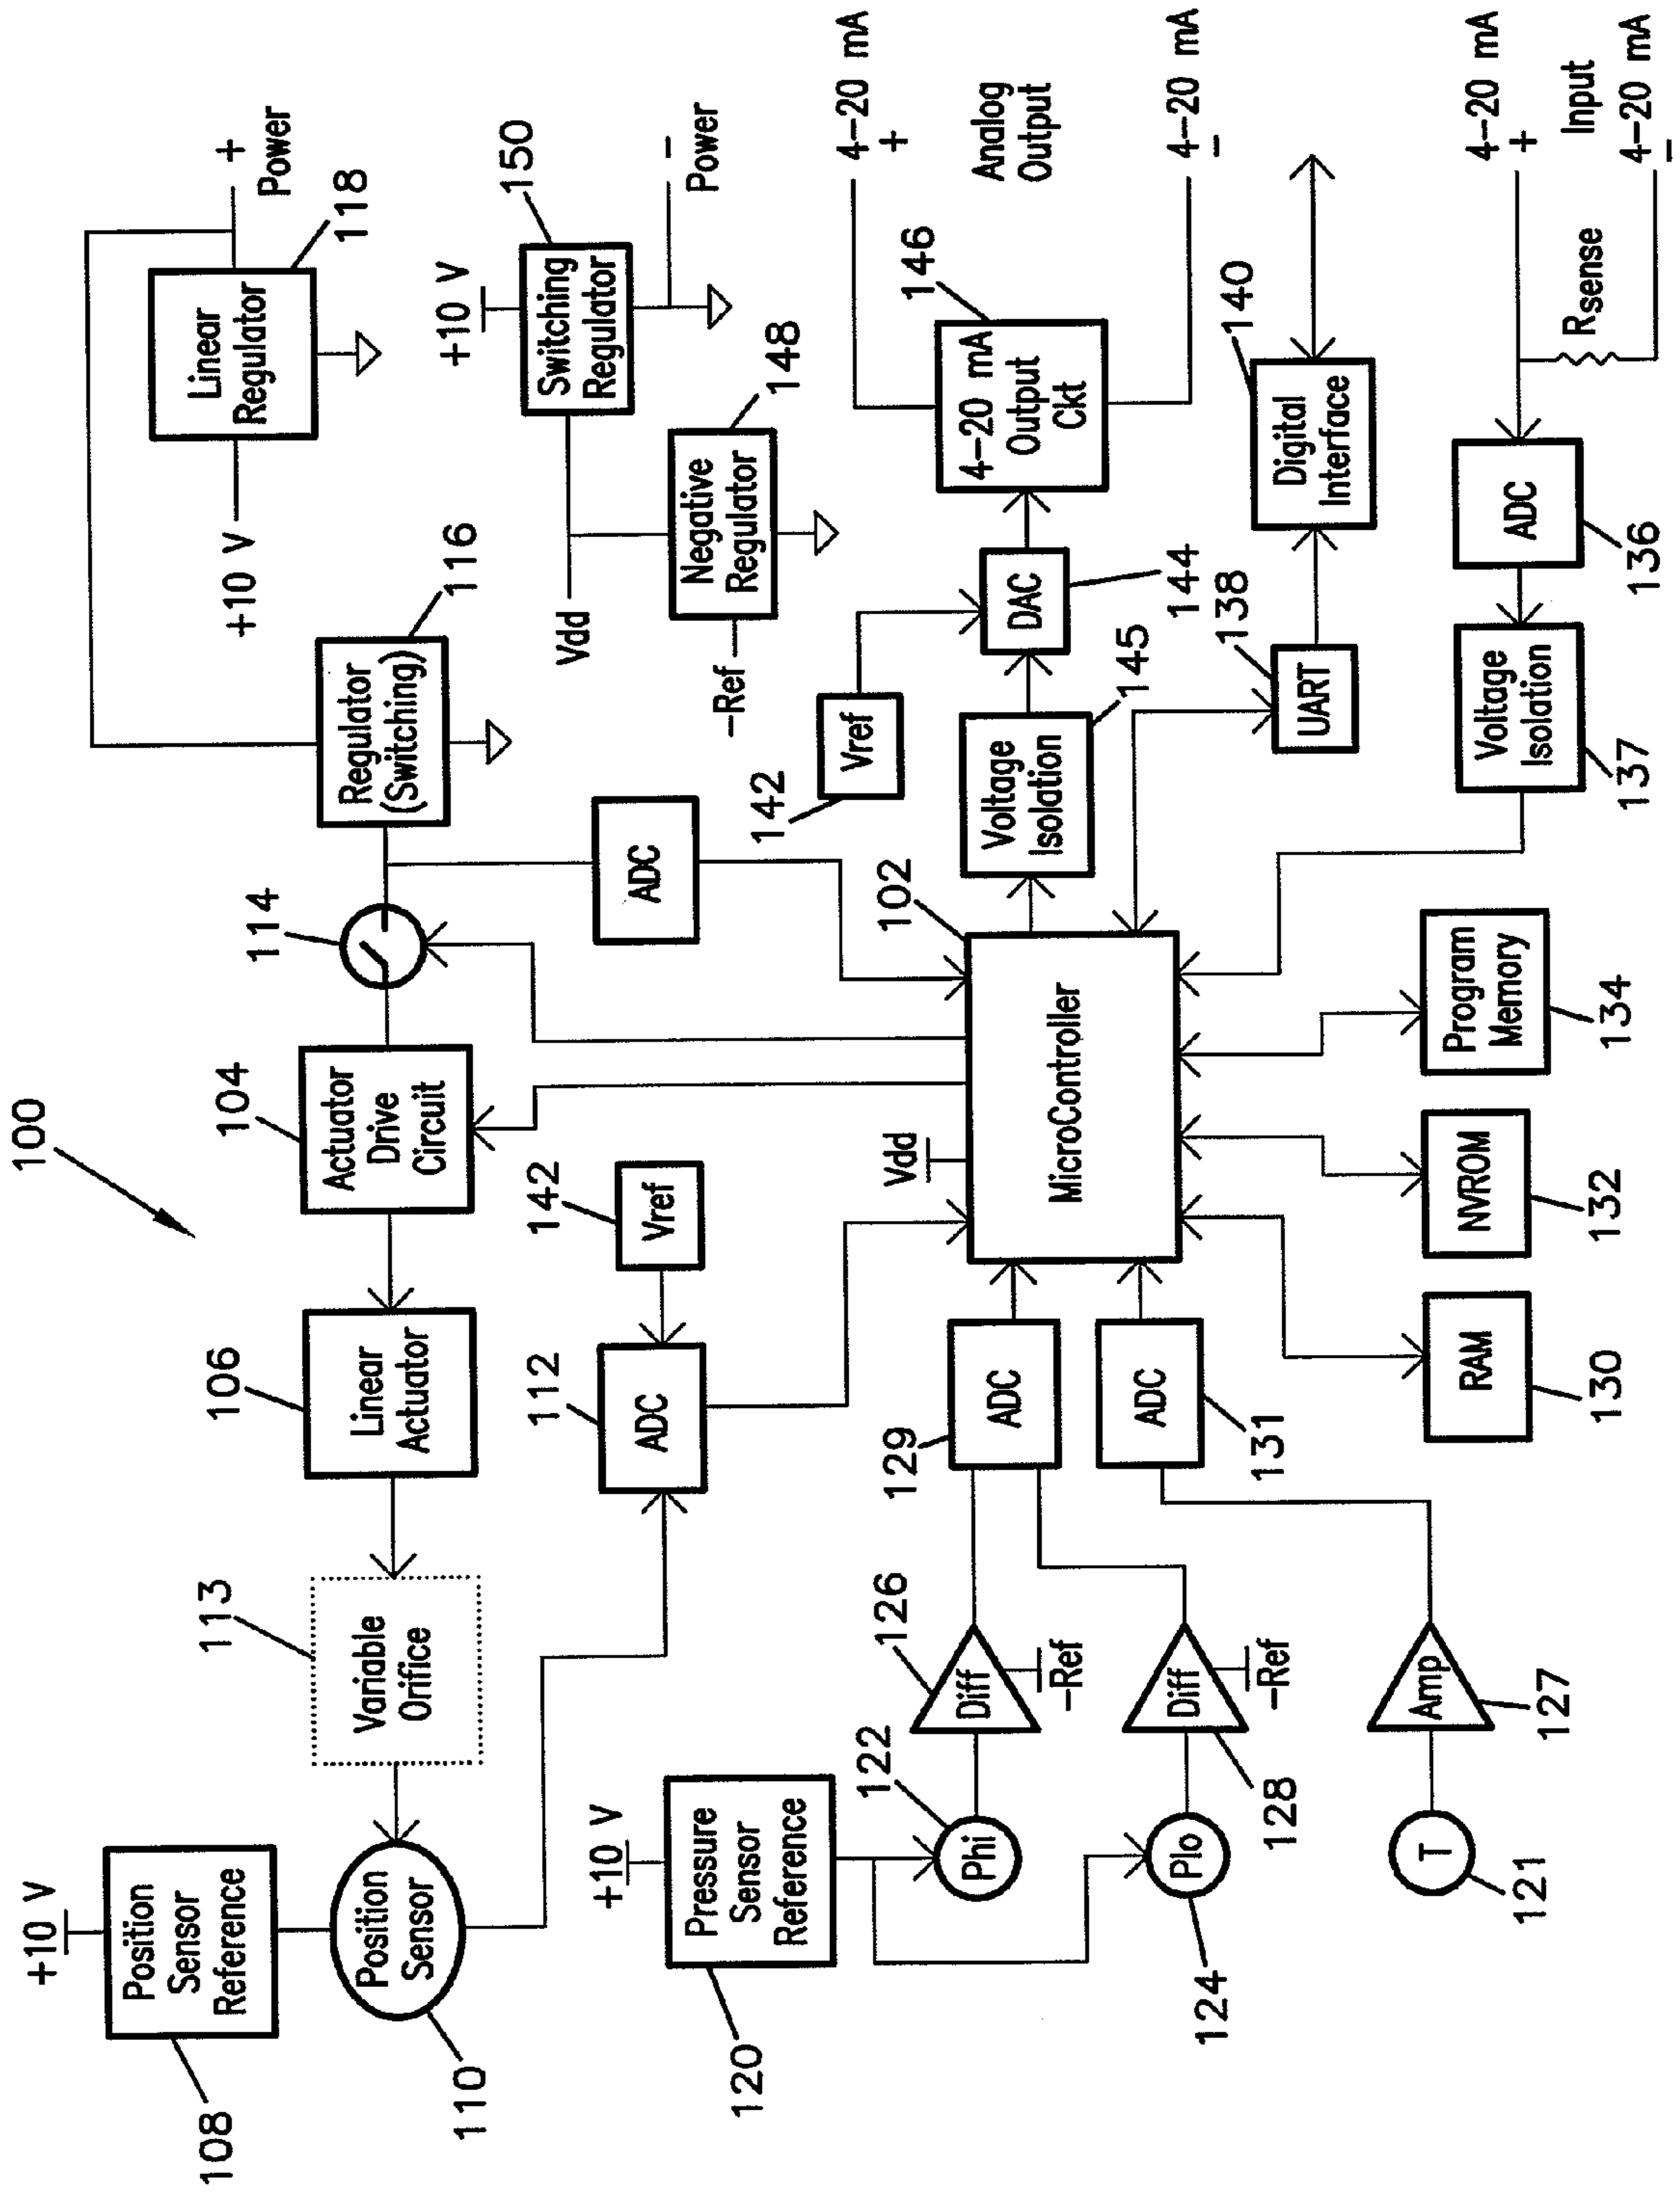 100
+10 V
Position
Sensor
Reference
108
Position
Sensor
110
113
Variable
Orifice
106
Linear
Actuator
104
Actuator
Drive
Circuit
114
116
Regulator
(Switching)
+10 V
Linear
Regulator
118
+
Power
112
ADC
142
Vref
ADC
Vdd
+10 V
Switching
Regulator
150
−
Power
-Ref
Negative
Regulator
148
+10 V
Pressure
Sensor
Reference
120
122
Phi
126
Diff
-Ref
129
ADC
124
Plo
128
Diff
-Ref
131
ADC
121
T
127
Amp
Vdd
102
MicroController
142
Vref
Voltage
Isolation
145
DAC
144
4-20 mA
Output
Ckt
146
4-20 mA
+
Analog
Output
4-20 mA
−
138
UART
140
Digital
Interface
RAM
130
NVROM
132
Program
Memory
134
Voltage
Isolation
137
ADC
136
Rsense
4-20 mA
+
Input
4-20 mA
−